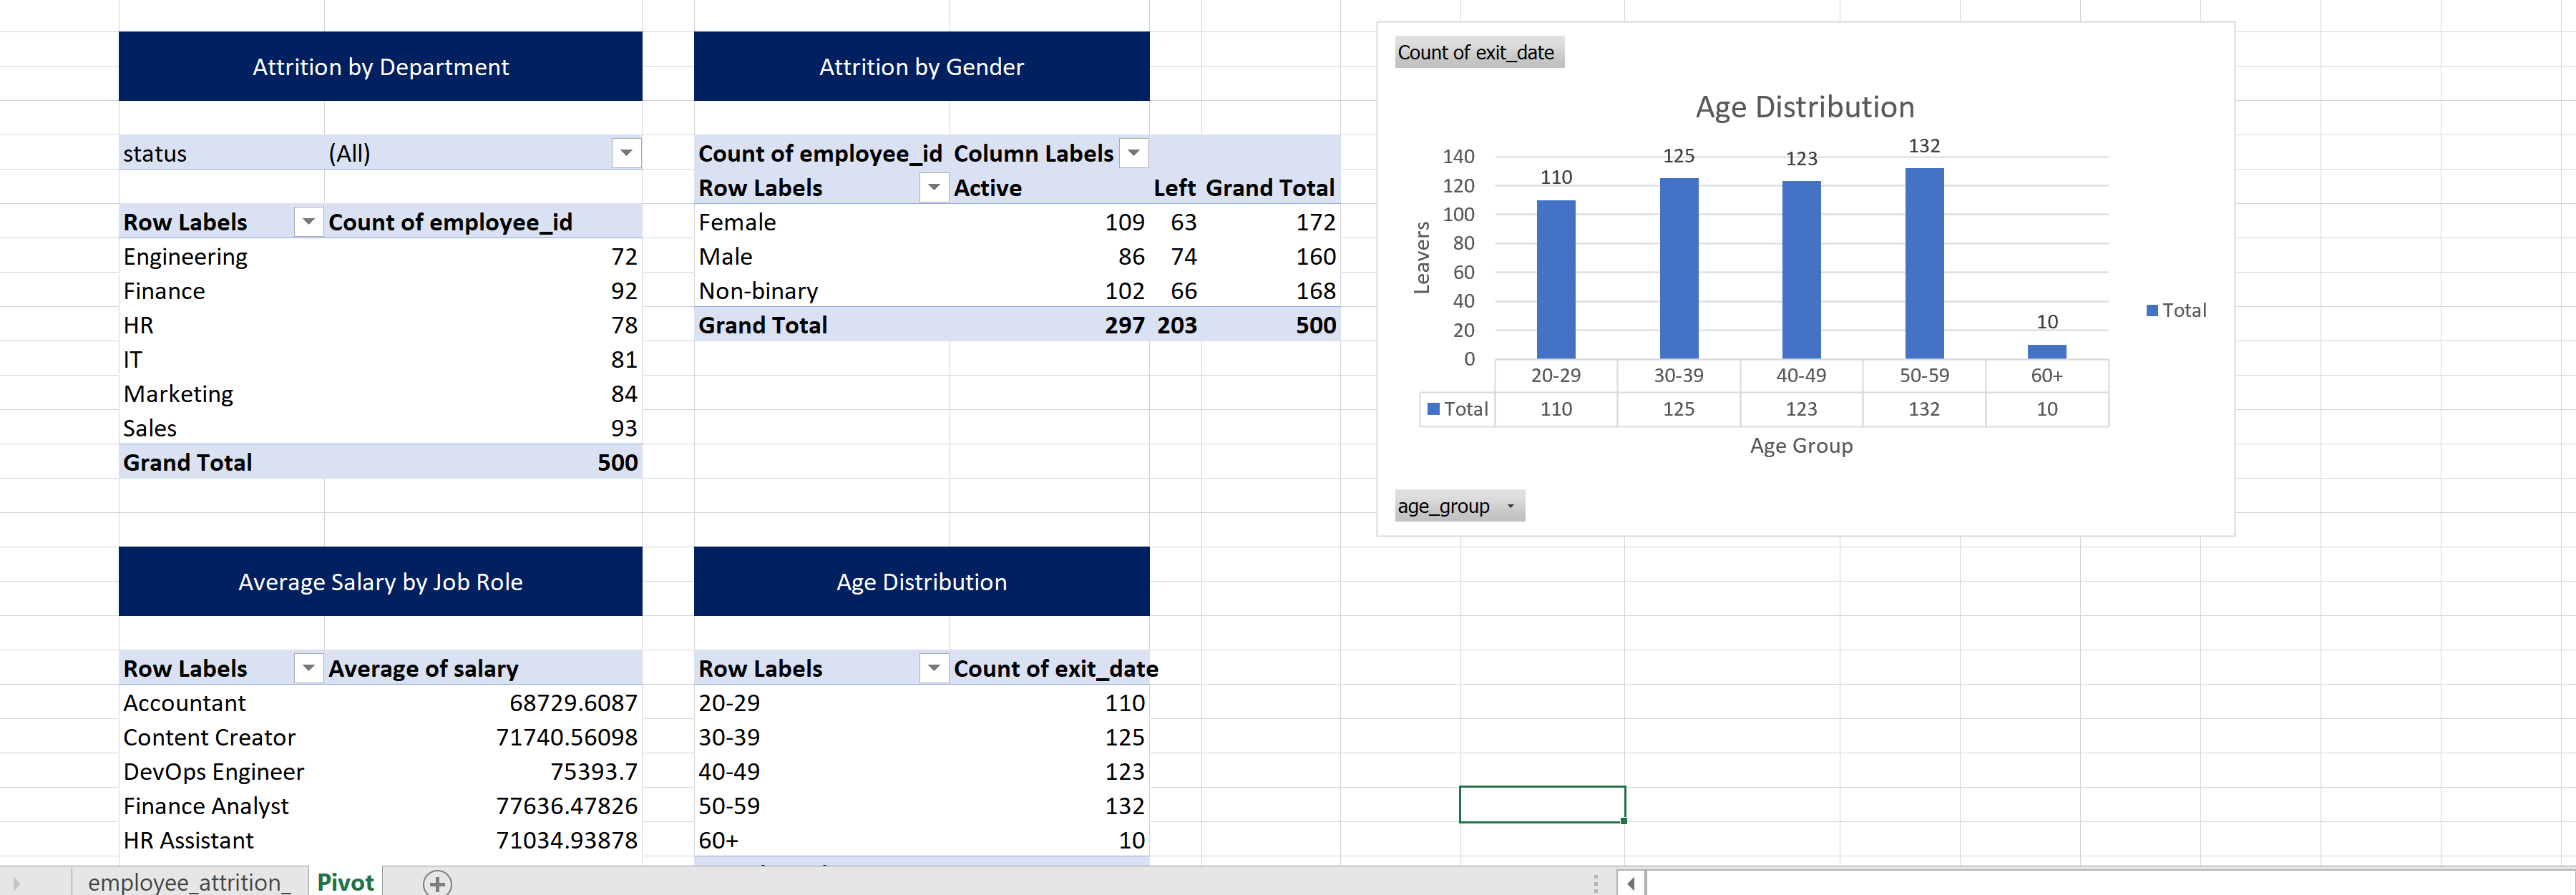 Attrition by Department
status (All)
Row Labels Count of employee_id
Engineering 72
Finance 92
HR 78
IT 81
Marketing 84
Sales 93
Grand Total 500
Attrition by Gender
Count of employee_id Column Labels
Row Labels Active Left Grand Total
Female 109 63 172
Male 86 74 160
Non-binary 102 66 168
Grand Total 297 203 500
Count of exit_date
Age Distribution
Leavers
140
120
100
80
60
40
20
0
110
125
123
132
10
20-29 30-39 40-49 50-59 60+
Total 110 125 123 132 10
Age Group
Total
age_group
Average Salary by Job Role
Row Labels Average of salary
Accountant 68729.6087
Content Creator 71740.56098
DevOps Engineer 75393.7
Finance Analyst 77636.47826
HR Assistant 71034.93878
Age Distribution
Row Labels Count of exit_date
20-29 110
30-39 125
40-49 123
50-59 132
60+ 10
employee_attrition_ Pivot